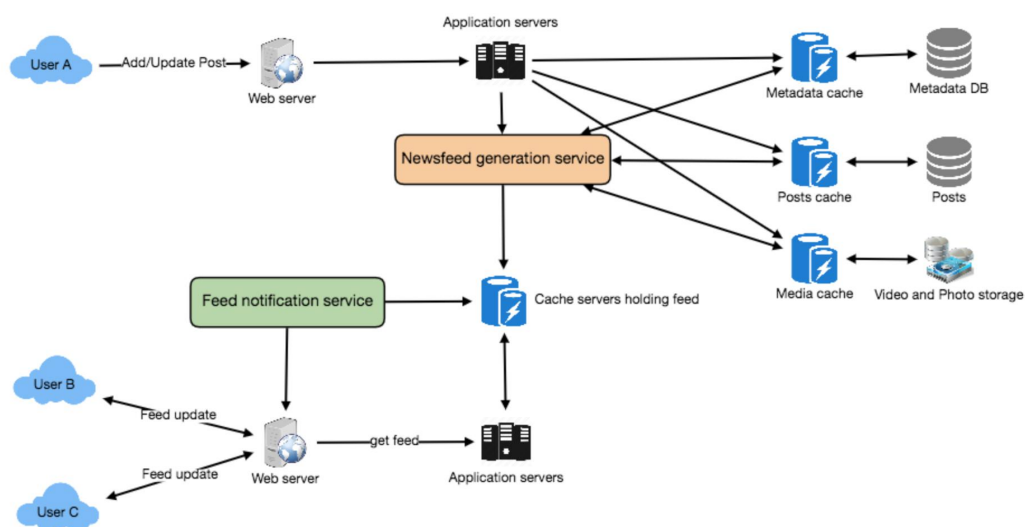 Application servers
User A
Add/Update Post
Web server
Metadata cache
Metadata DB
Newsfeed generation service
Posts cache
Posts
Feed notification service
Cache servers holding feed
Media cache
Video and Photo storage
User B
Feed update
get feed
Feed update
Web server
Application servers
User C